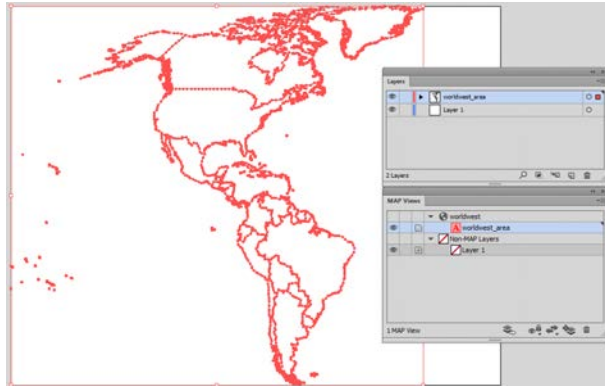 Layers
worldwest_area
Layer 1
2 Layers
MAP Views
worldwest
A worldwest_area
Non-MAP Layers
Layer 1
1 MAP View